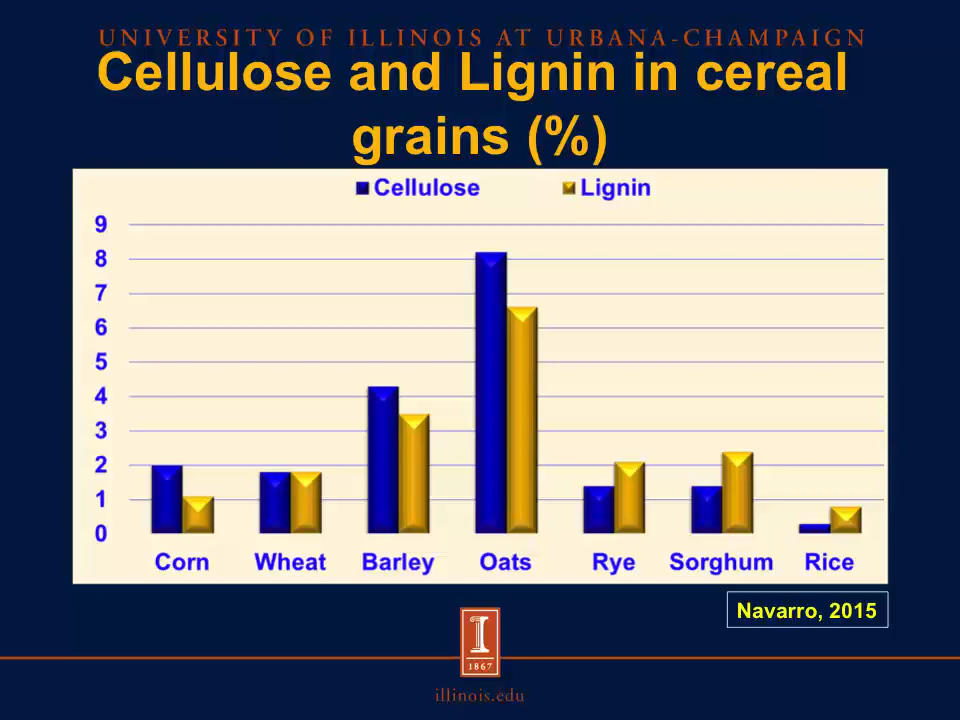 UNIVERSITY OF ILLINOIS AT URBANA-CHAMPAIGN
Cellulose and Lignin in cereal
grains (%)
Cellulose Lignin
9
8
7
6
5
4
3
2
1
0
Corn Wheat Barley Oats Rye Sorghum Rice
Navarro, 2015
I
1867
illinois.edu